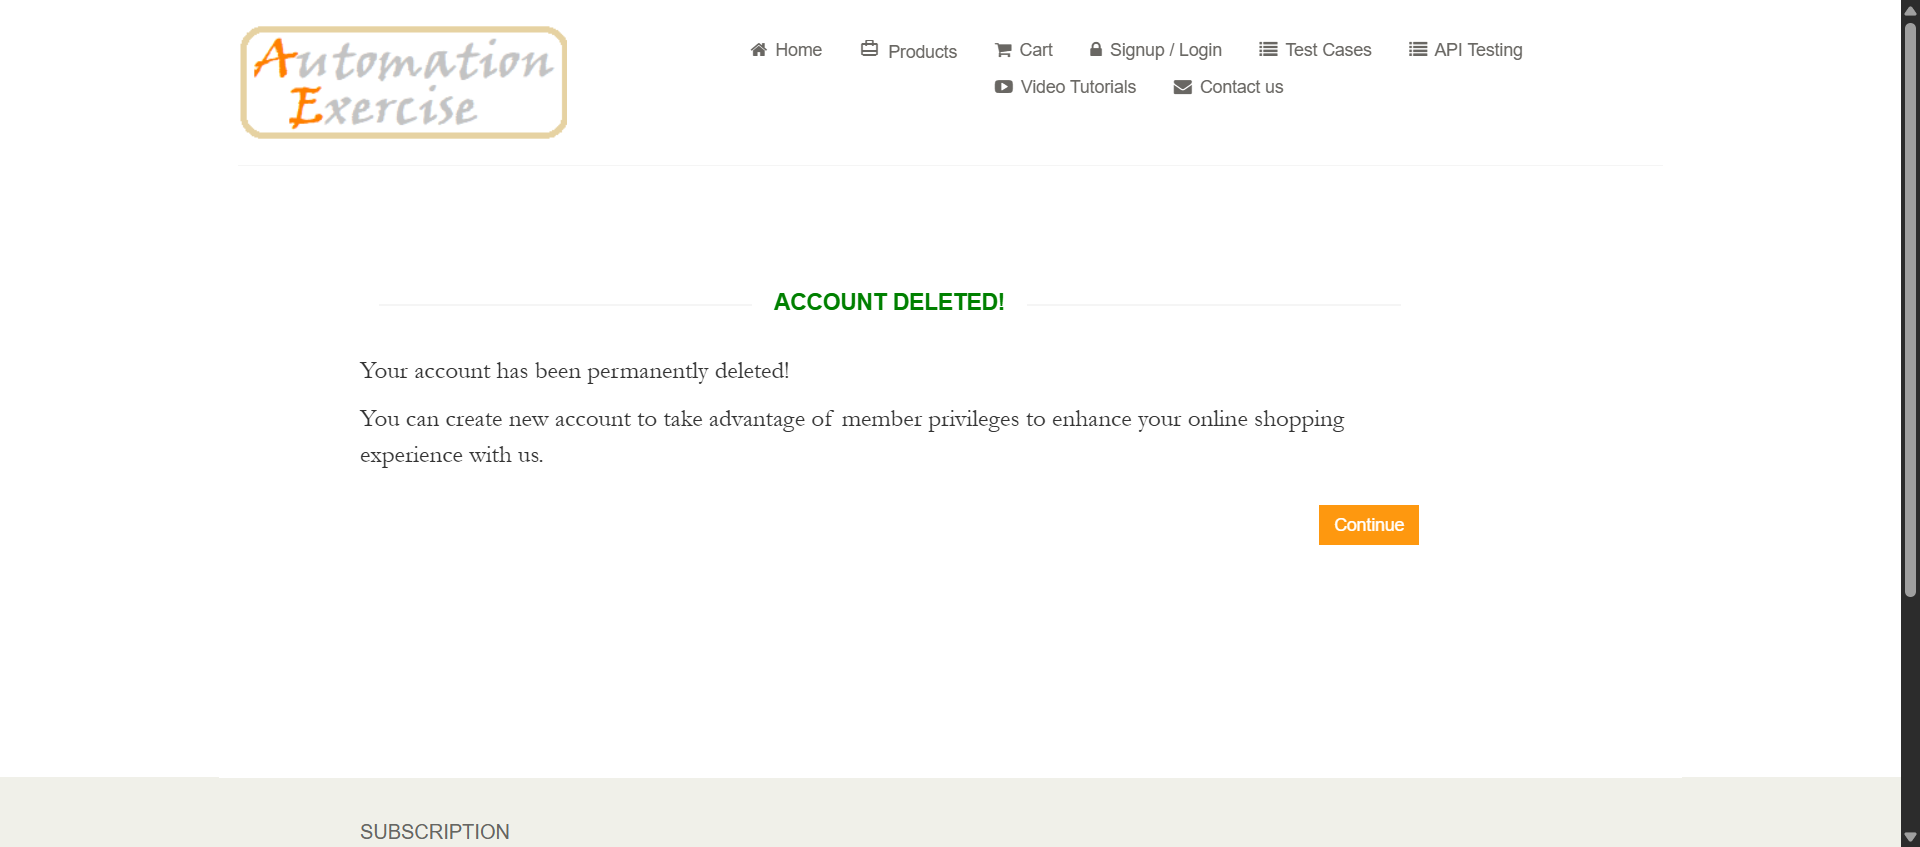 Automation
Exercise
Home
Products
Cart
Signup / Login
Test Cases
API Testing
Video Tutorials
Contact us
ACCOUNT DELETED!
Your account has been permanently deleted!
You can create new account to take advantage of member privileges to enhance your online shopping
experience with us.
Continue
SUBSCRIPTION